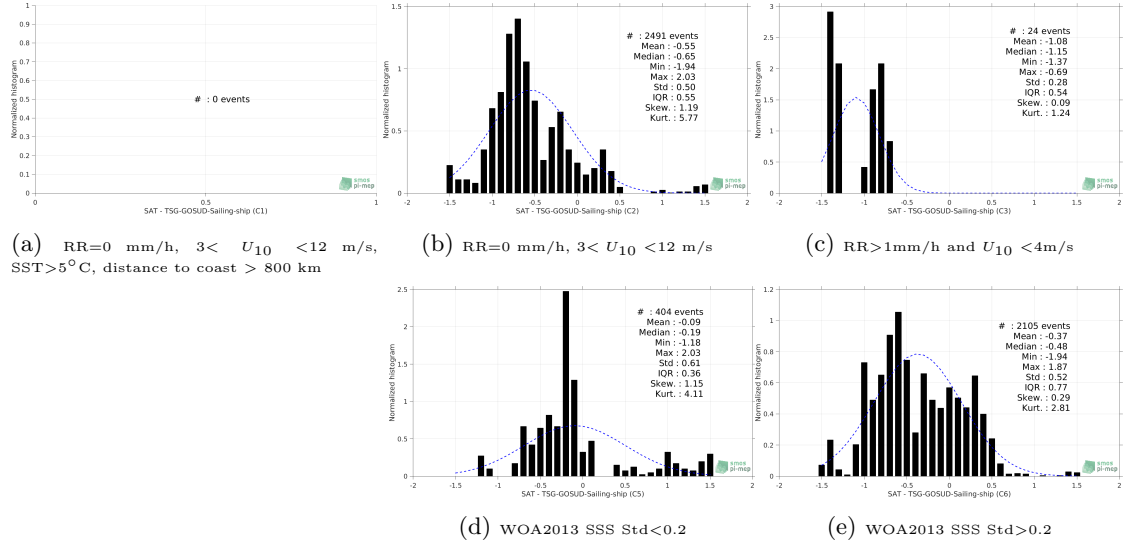 1
0.9
0.8
0.7
0.6
0.5
0.4
0.3
0.2
0.1
0
Normalized histogram
# : 0 events
0 0.5 1
SAT - TSG-GOSUD-Sailing-ship (C1)
smos
pi-mep
(a) RR=0 mm/h, 3< U10 <12 m/s,
SST>5°C, distance to coast > 800 km
1.5
1
0.5
0
Normalized histogram
# : 2491 events
Mean : -0.55
Median : -0.65
Min : -1.94
Max : 2.03
Std : 0.50
IQR : 0.55
Skew. : 1.19
Kurt. : 5.77
-2 -1.5 -1 -0.5 0 0.5 1 1.5 2
SAT - TSG-GOSUD-Sailing-ship (C2)
smos
pi-mep
(b) RR=0 mm/h, 3< U10 <12 m/s
3
2.5
2
1.5
1
0.5
0
Normalized histogram
# : 24 events
Mean : -1.08
Median : -1.15
Min : -1.37
Max : -0.69
Std : 0.28
IQR : 0.54
Skew. : 0.09
Kurt. : 1.24
-2 -1.5 -1 -0.5 0 0.5 1 1.5 2
SAT - TSG-GOSUD-Sailing-ship (C3)
smos
pi-mep
(c) RR>1mm/h and U10 <4m/s
2.5
2
1.5
1
0.5
0
Normalized histogram
# : 404 events
Mean : -0.09
Median : -0.19
Min : -1.18
Max : 2.03
Std : 0.61
IQR : 0.36
Skew. : 1.15
Kurt. : 4.11
-2 -1.5 -1 -0.5 0 0.5 1 1.5 2
SAT - TSG-GOSUD-Sailing-ship (C5)
smos
pi-mep
(d) WOA2013 SSS Std<0.2
1.2
1
0.8
0.6
0.4
0.2
0
Normalized histogram
# : 2105 events
Mean : -0.37
Median : -0.48
Min : -1.94
Max : 1.87
Std : 0.52
IQR : 0.77
Skew. : 0.29
Kurt. : 2.81
-2 -1.5 -1 -0.5 0 0.5 1 1.5 2
SAT - TSG-GOSUD-Sailing-ship (C6)
smos
pi-mep
(e) WOA2013 SSS Std>0.2